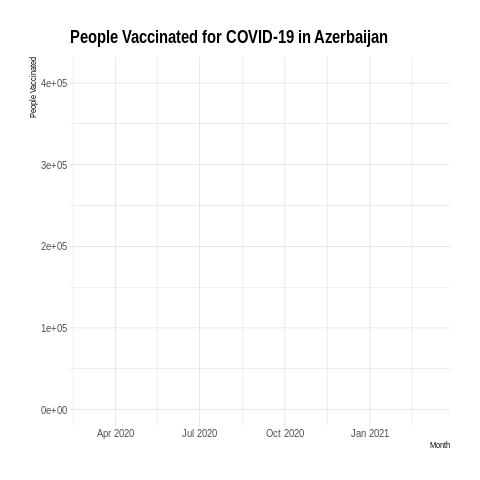 People Vaccinated for COVID-19 in Azerbaijan
People Vaccinated
4e+05
3e+05
2e+05
1e+05
0e+00
Apr 2020
Jul 2020
Oct 2020
Jan 2021
Month